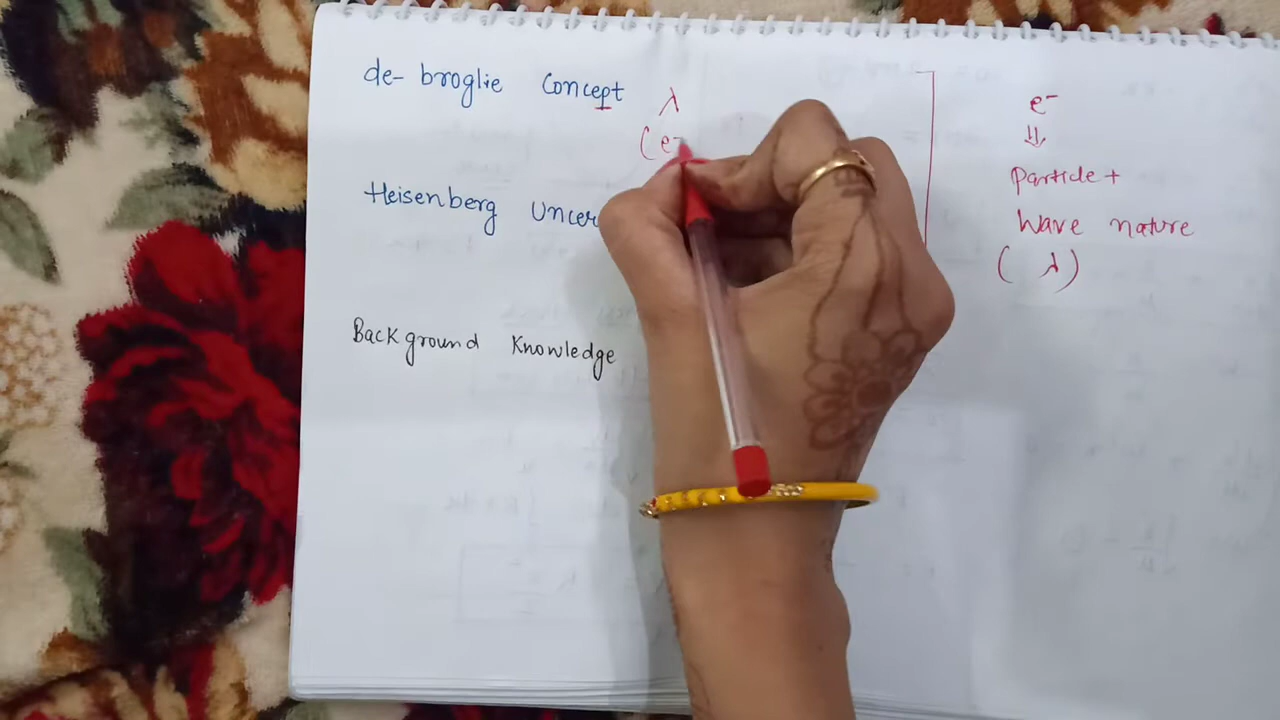 de- broglie Concept
λ
(e-
Heisenberg
Background Knowledge
e-
⇓
Particle +
Wave nature
( λ)